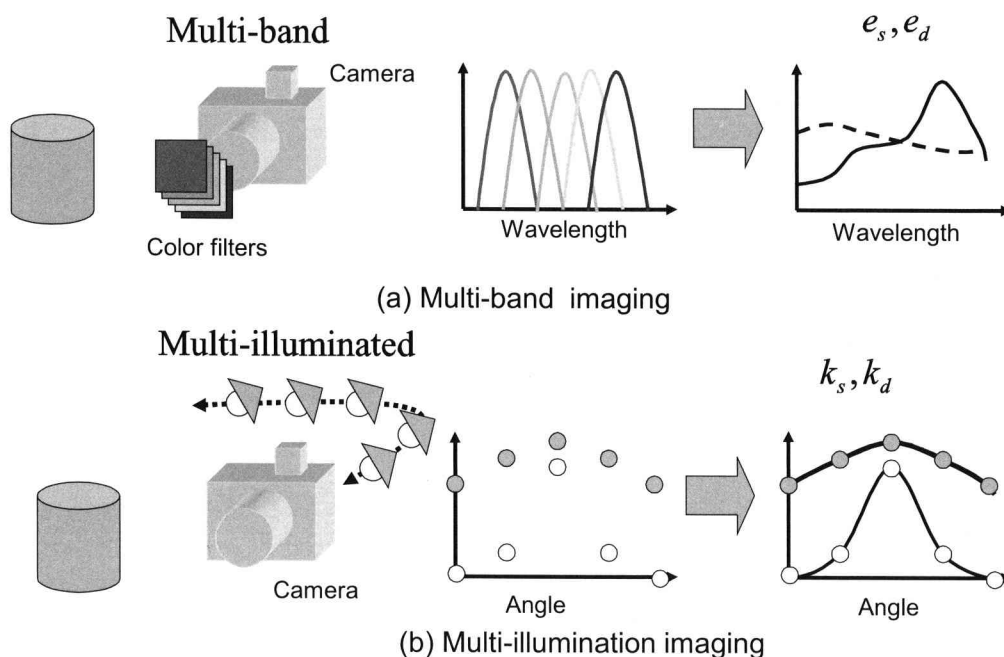 Multi-band
Camera
Color filters
Wavelength
e_s, e_d
Wavelength
(a) Multi-band imaging
Multi-illuminated
Camera
Angle
k_s, k_d
Angle
(b) Multi-illumination imaging